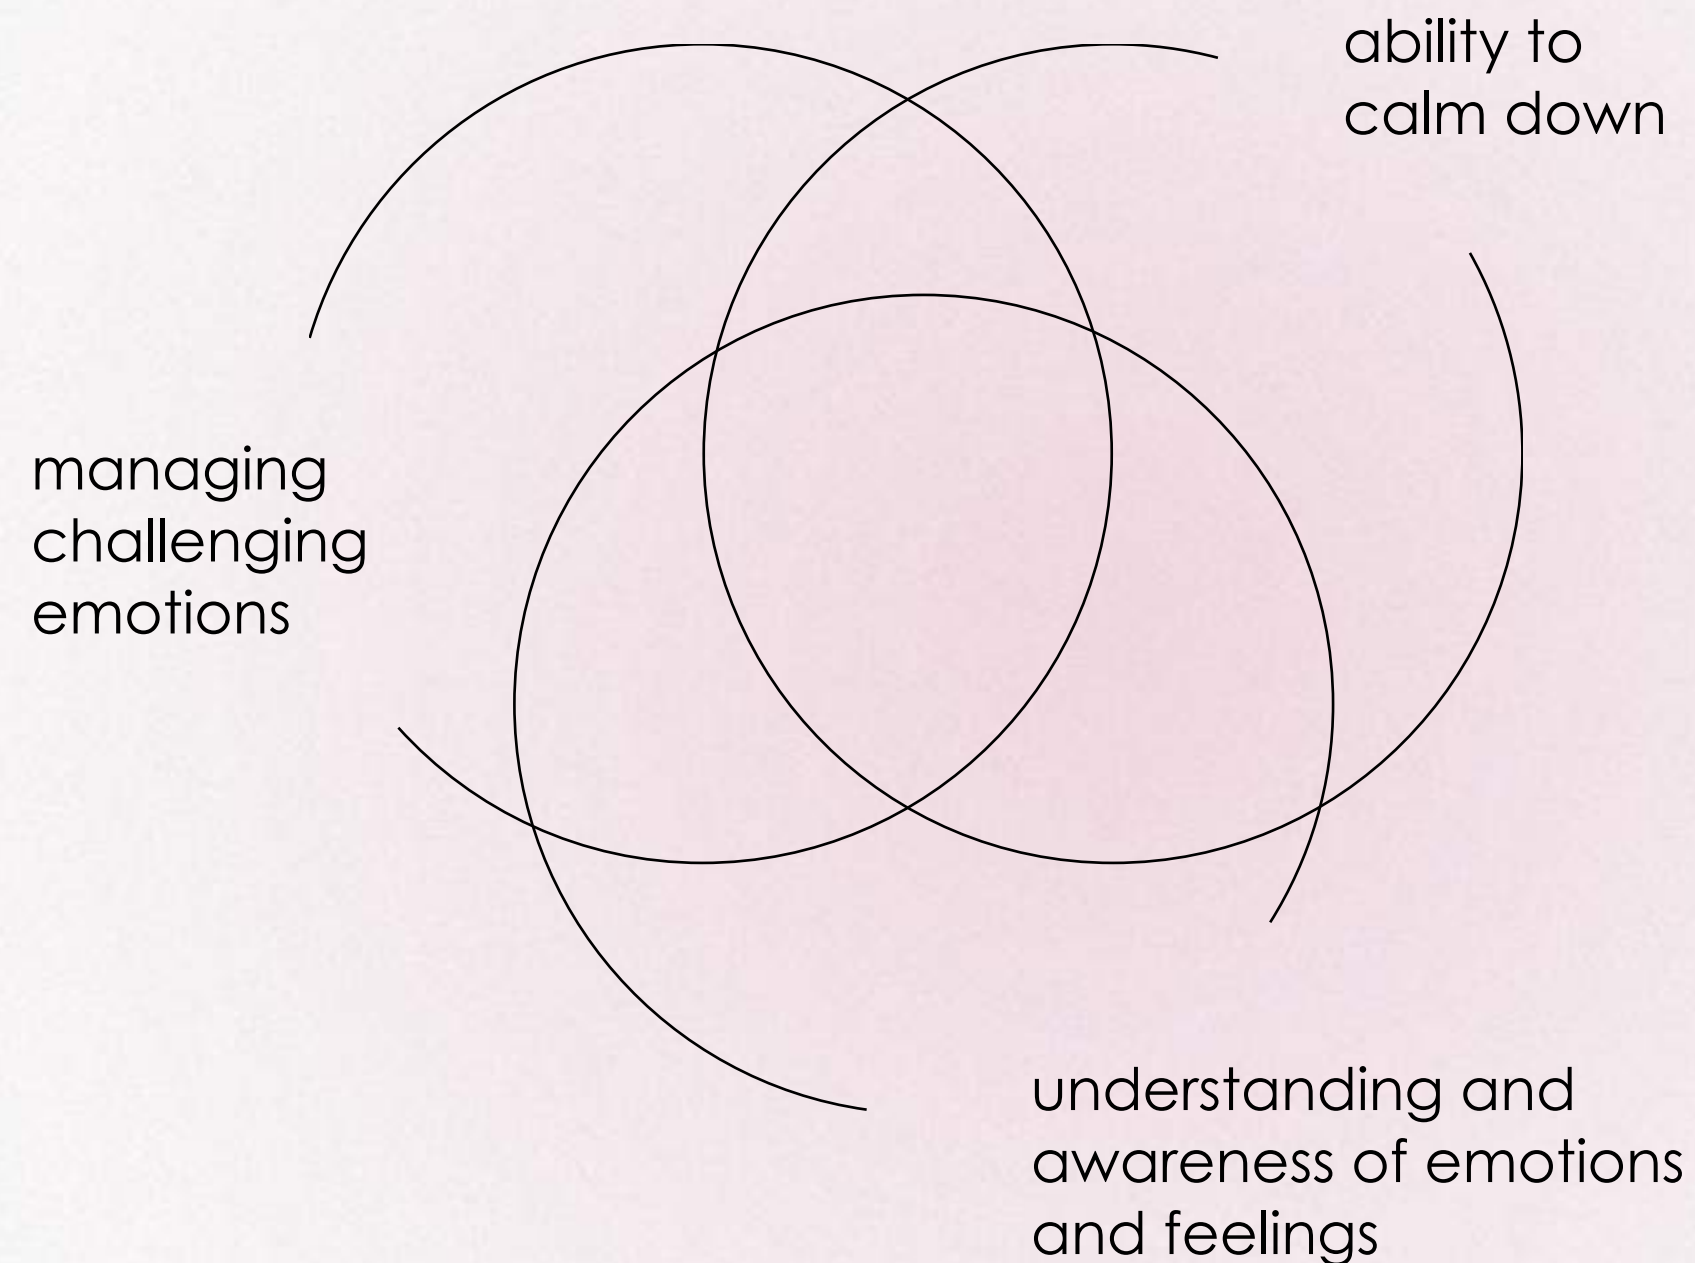 ability to
calm down
managing
challenging
emotions
understanding and
awareness of emotions
and feelings